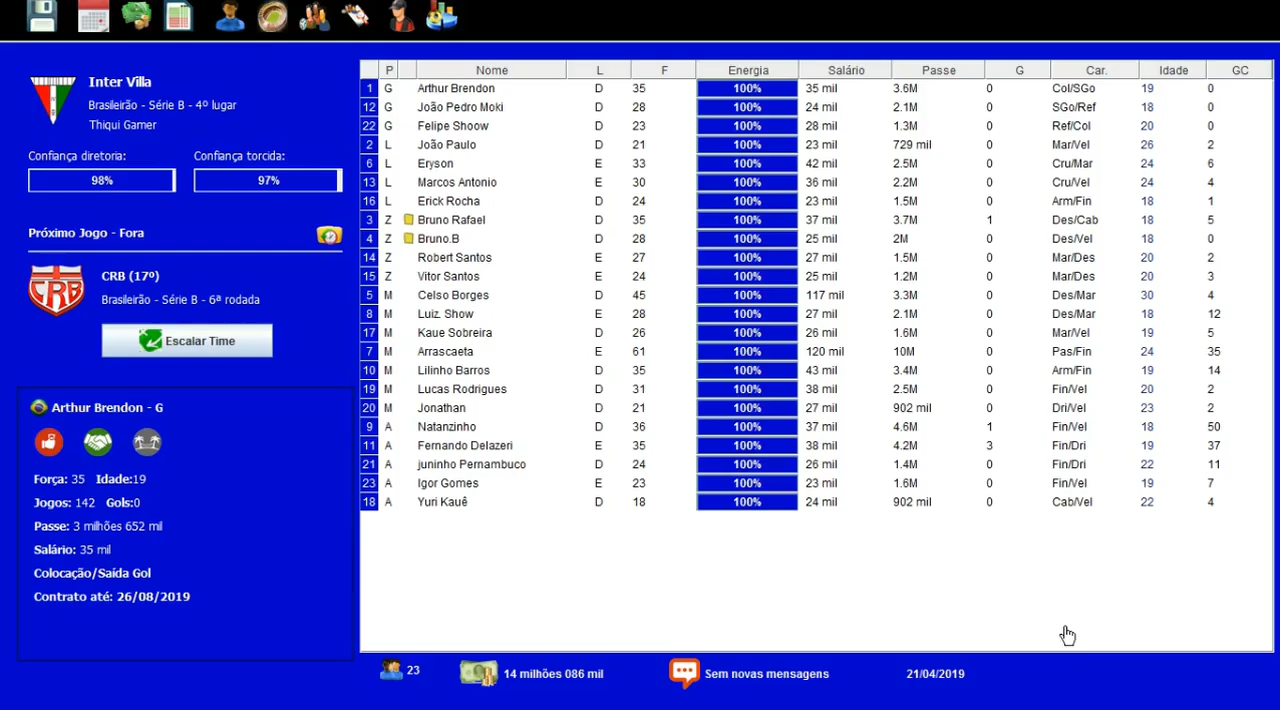 Inter Villa
Brasileirão - Série B - 4º lugar
Thiqui Gamer
Confiança diretoria: Confiança torcida:
98% 97%
Próximo Jogo - Fora
CRB
CRB (17º)
Brasileirão - Série B - 6ª rodada
Escalar Time
Arthur Brendon - G
Força: 35 Idade:19
Jogos: 142 Gols:0
Passe: 3 milhões 652 mil
Salário: 35 mil
Colocação/Saída Gol
Contrato até: 26/08/2019
P Nome L F Energia Salário Passe G Car. Idade GC
1 G Arthur Brendon D 35 100% 35 mil 3.6M 0 Col/SGo 19 0
12 G João Pedro Moki D 28 100% 24 mil 2.1M 0 SGo/Ref 18 0
22 G Felipe Shoow D 23 100% 28 mil 1.3M 0 Ref/Col 20 0
2 L João Paulo D 21 100% 23 mil 729 mil 0 Mar/Vel 26 2
6 L Eryson E 33 100% 42 mil 2.5M 0 Cru/Mar 24 6
13 L Marcos Antonio E 30 100% 36 mil 2.2M 0 Cru/Vel 24 4
16 L Erick Rocha D 24 100% 23 mil 1.5M 0 Arm/Fin 18 1
3 Z Bruno Rafael D 35 100% 37 mil 3.7M 1 Des/Cab 18 5
4 Z Bruno.B D 28 100% 25 mil 2M 0 Des/Vel 18 0
14 Z Robert Santos E 27 100% 27 mil 1.5M 0 Mar/Des 20 2
15 Z Vitor Santos E 24 100% 25 mil 1.2M 0 Mar/Des 20 3
5 M Celso Borges D 45 100% 117 mil 3.3M 0 Des/Mar 30 4
8 M Luiz. Show E 28 100% 27 mil 2.1M 0 Des/Mar 18 12
17 M Kaue Sobreira D 26 100% 26 mil 1.6M 0 Mar/Vel 19 5
7 M Arrascaeta E 61 100% 120 mil 10M 0 Pas/Fin 24 35
10 M Lilinho Barros D 35 100% 43 mil 3.4M 0 Arm/Fin 19 14
19 M Lucas Rodrigues D 31 100% 38 mil 2.5M 0 Fin/Vel 20 2
20 M Jonathan D 21 100% 27 mil 902 mil 0 Dri/Vel 23 2
9 A Natanzinho D 36 100% 37 mil 4.6M 1 Fin/Vel 18 50
11 A Fernando Delazeri E 35 100% 38 mil 4.2M 3 Fin/Dri 19 37
21 A juninho Pernambuco D 24 100% 26 mil 1.4M 0 Fin/Dri 22 11
23 A Igor Gomes E 23 100% 23 mil 1.6M 0 Fin/Vel 19 7
18 A Yuri Kauê D 18 100% 24 mil 902 mil 0 Cab/Vel 22 4
23 14 milhões 086 mil Sem novas mensagens 21/04/2019